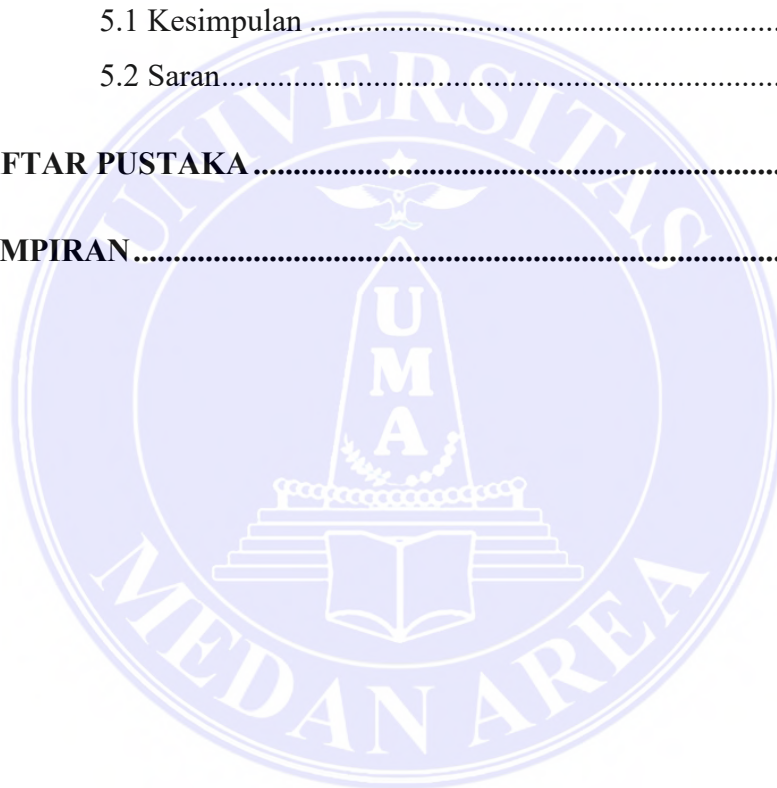 5.1 Kesimpulan ............................................................
5.2 Saran......................................................................
FTAR PUSTAKA ..................................................................
MPIRAN.................................................................................
UNIVERSITAS
UMA
MEDAN AREA